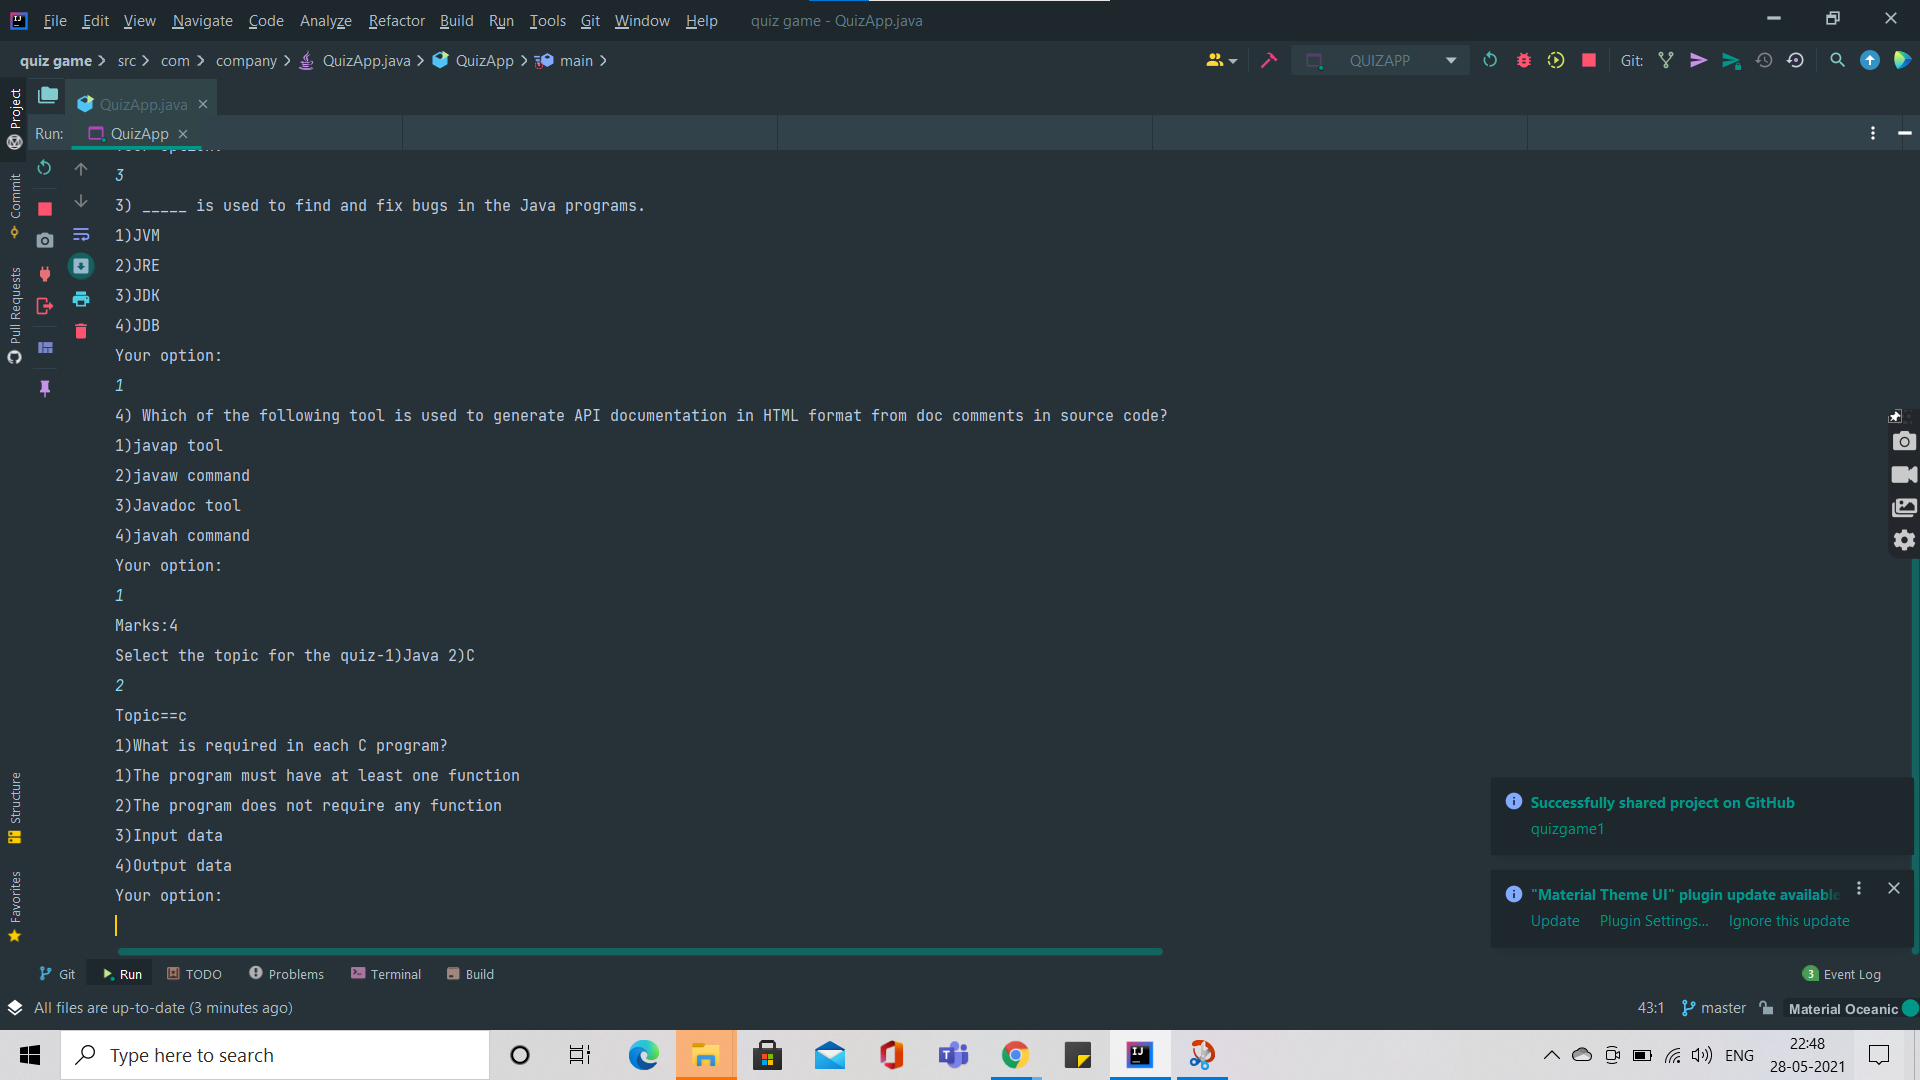 File Edit View Navigate Code Analyze Refactor Build Run Tools Git Window Help quiz game - QuizApp.java
quiz game src com company QuizApp.java QuizApp main QUIZAPP Git:
Project
QuizApp.java
Run: QuizApp
3
3) _____ is used to find and fix bugs in the Java programs.
1)JVM
2)JRE
3)JDK
4)JDB
Your option:
1
4) Which of the following tool is used to generate API documentation in HTML format from doc comments in source code?
1)javap tool
2)javaw command
3)Javadoc tool
4)javah command
Your option:
1
Marks:4
Select the topic for the quiz-1)Java 2)C
2
Topic==c
1)What is required in each C program?
1)The program must have at least one function
2)The program does not require any function
3)Input data
4)Output data
Your option:
Commit
Pull Requests
Structure
Favorites
Successfully shared project on GitHub
quizgame1
"Material Theme UI" plugin update available
Update Plugin Settings... Ignore this update
Git Run TODO Problems Terminal Build 3 Event Log
All files are up-to-date (3 minutes ago) 43:1 master Material Oceanic
Type here to search ENG 22:48
28-05-2021